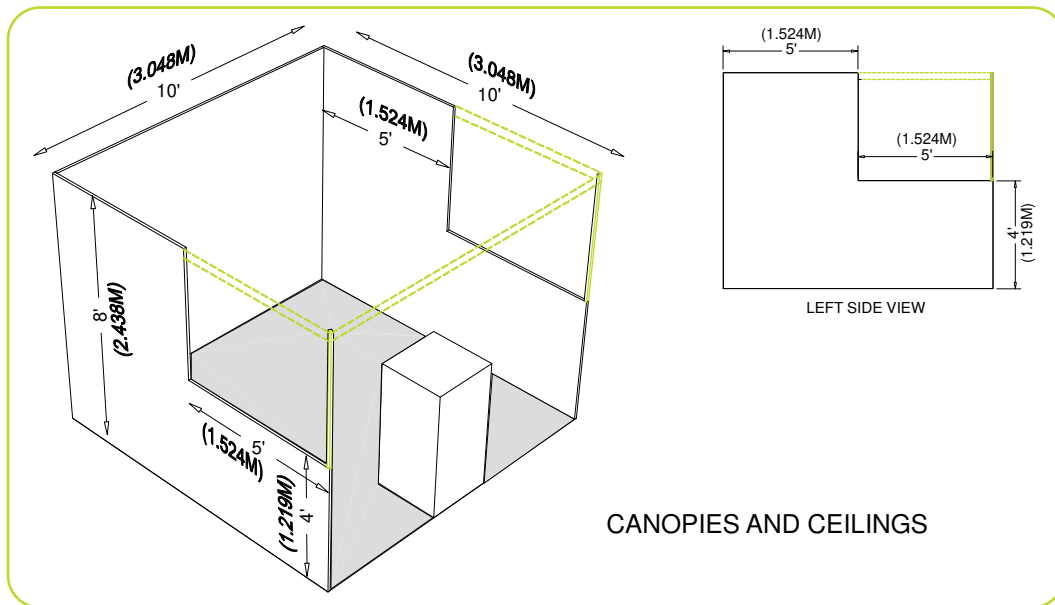 (3.048M)
10'
(3.048M)
10'
(1.524M)
5'
8'
(2.438M)
5'
(1.524M)
4'
(1.219M)
(1.524M)
5'
(1.524M)
5'
4'
(1.219M)
LEFT SIDE VIEW
CANOPIES AND CEILINGS